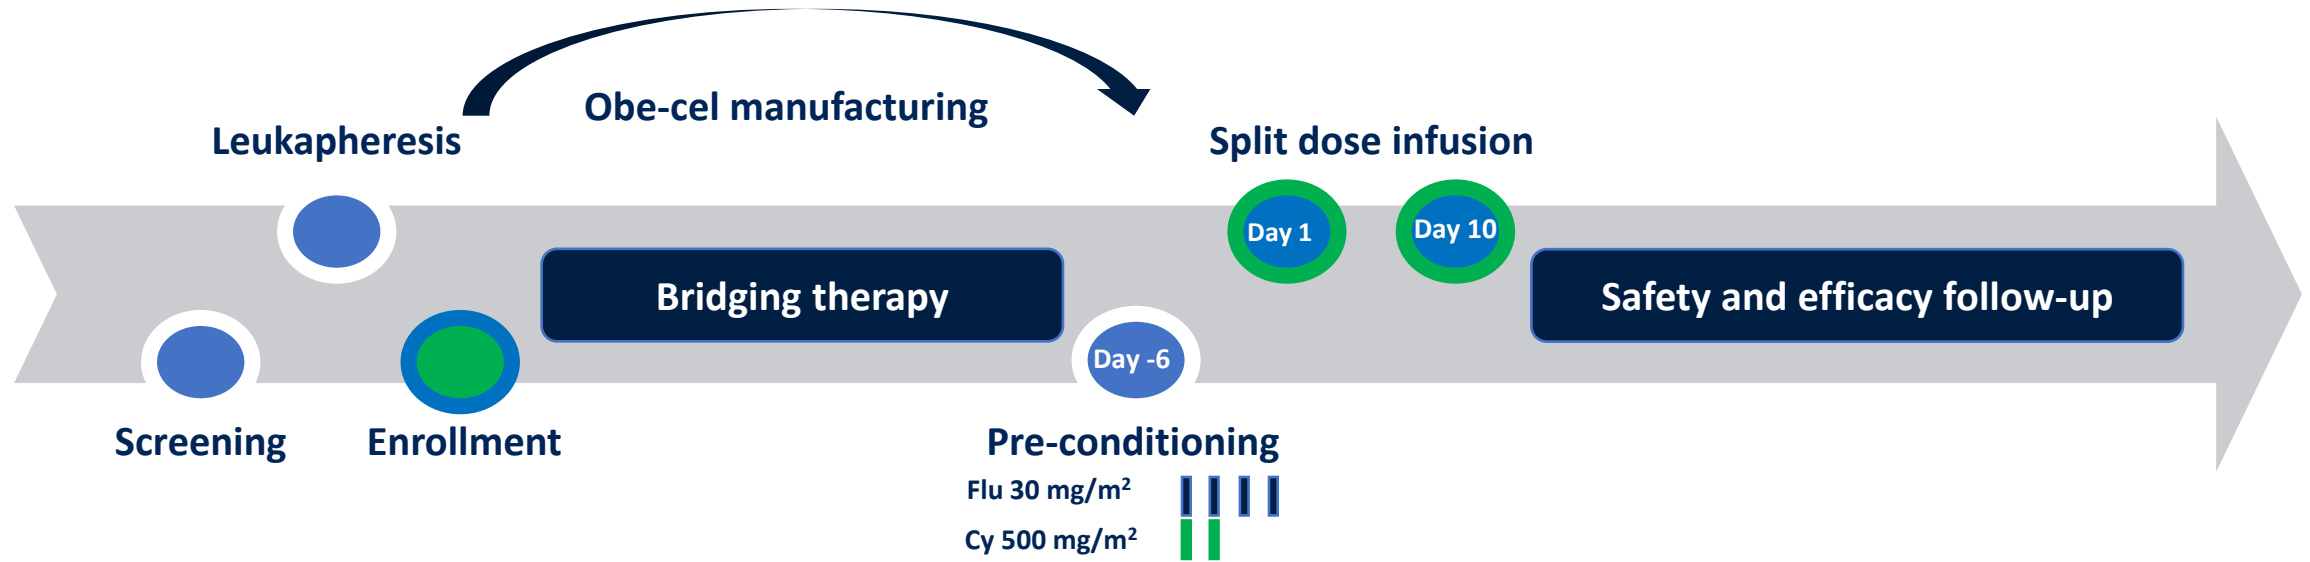 Obe-cel manufacturing
Leukapheresis
Split dose infusion
Day 1
Day 10
Bridging therapy
Safety and efficacy follow-up
Day -6
Screening
Enrollment
Pre-conditioning
Flu 30 mg/m²
Cy 500 mg/m²